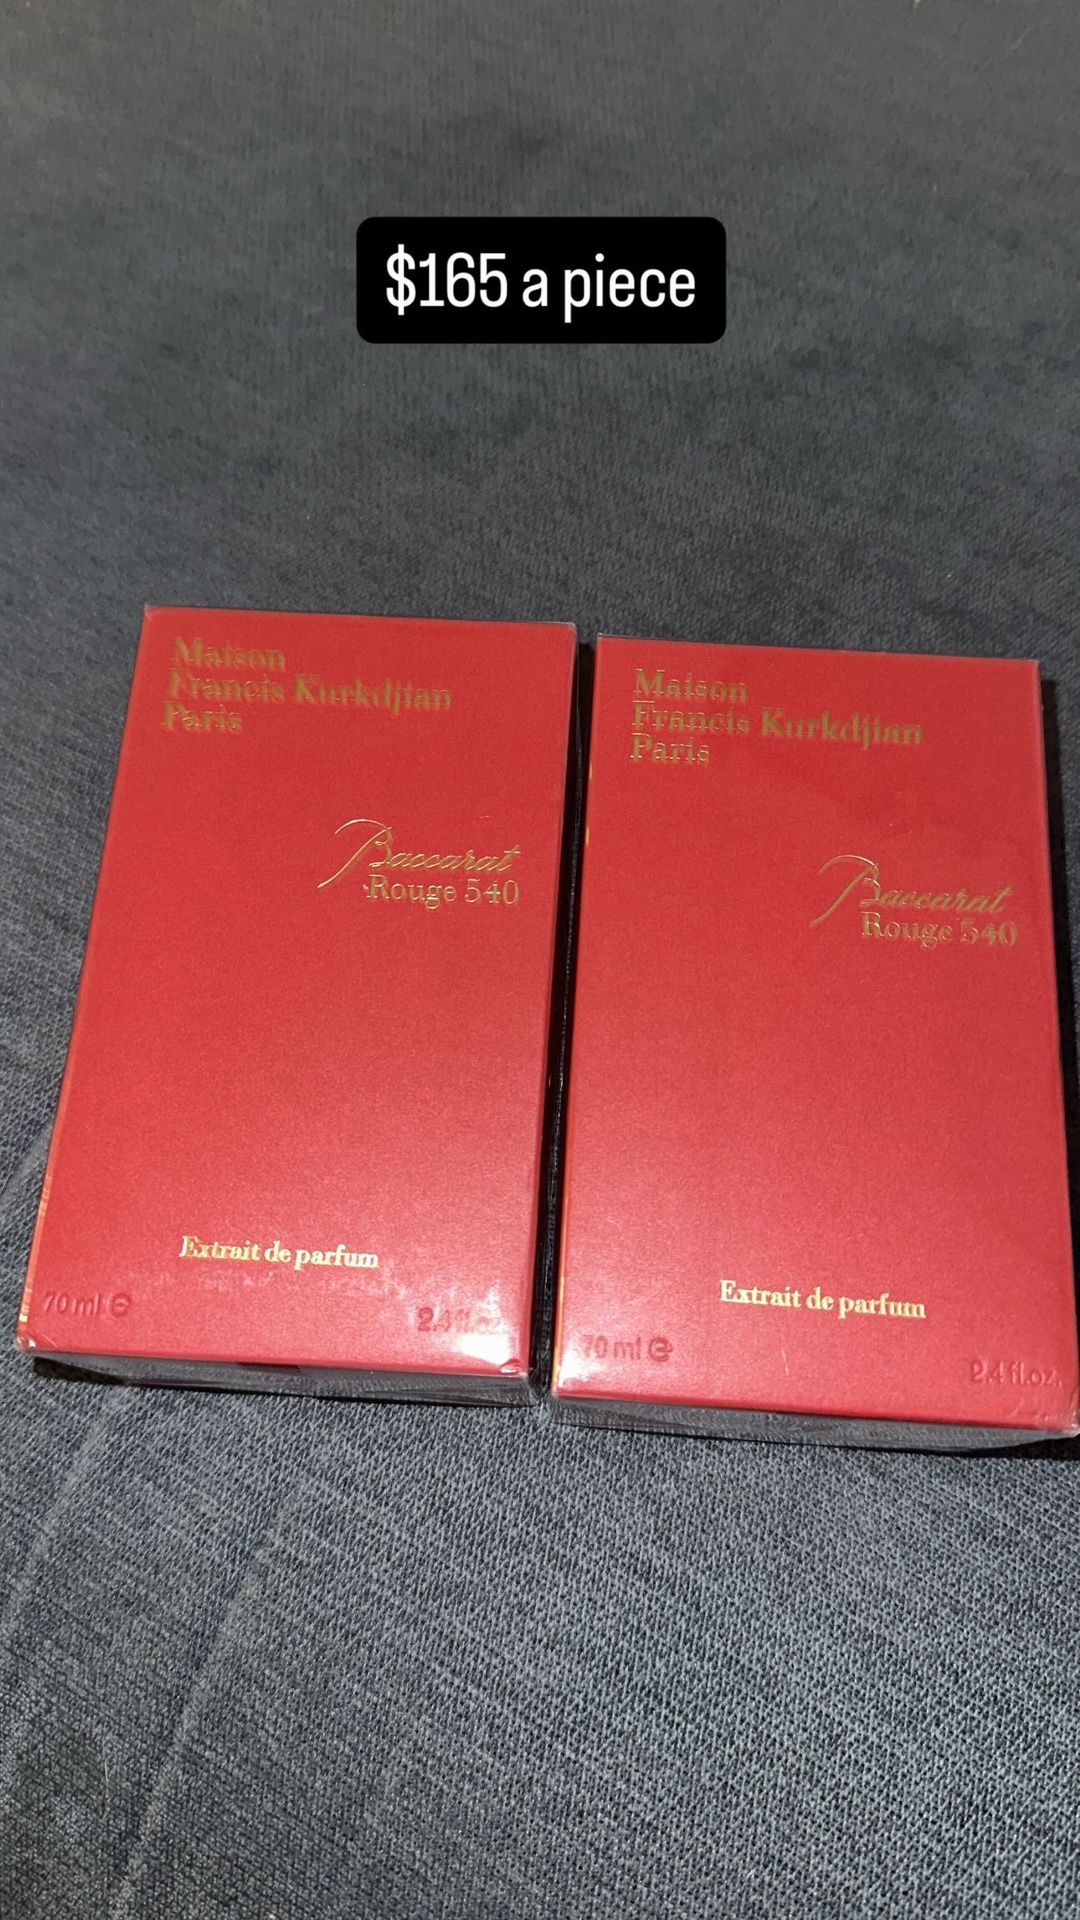 $165 a piece
Maison
Francis Kurkdjian
Paris
Baccarat
Rouge 540
Extrait de parfum
70 ml e
2.4 fl.oz.
Maison
Francis Kurkdjian
Paris
Baccarat
Rouge 540
Extrait de parfum
70 ml e
2.4 fl.oz.